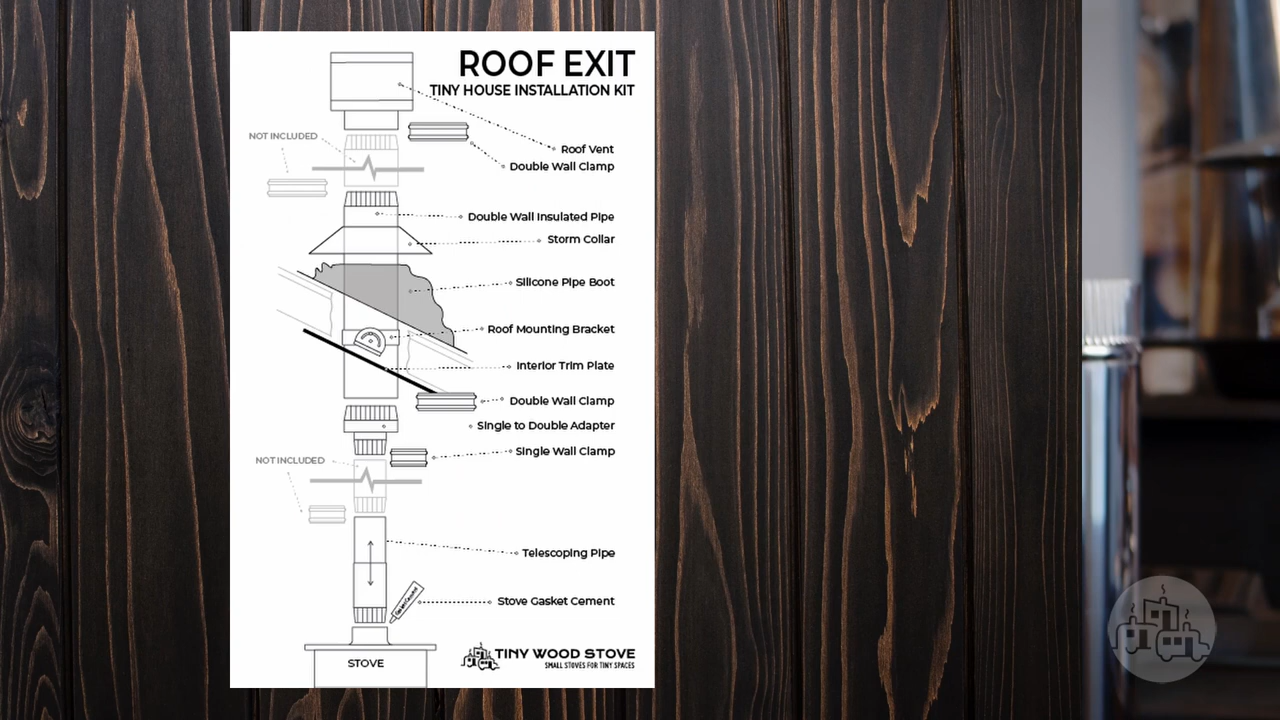 ROOF EXIT
TINY HOUSE INSTALLATION KIT
NOT INCLUDED
Roof Vent
Double Wall Clamp
Double Wall Insulated Pipe
Storm Collar
Silicone Pipe Boot
Roof Mounting Bracket
Interior Trim Plate
Double Wall Clamp
Single to Double Adapter
Single Wall Clamp
NOT INCLUDED
Telescoping Pipe
Stove Gasket Cement
STOVE
TINY WOOD STOVE
SMALL STOVES FOR TINY SPACES